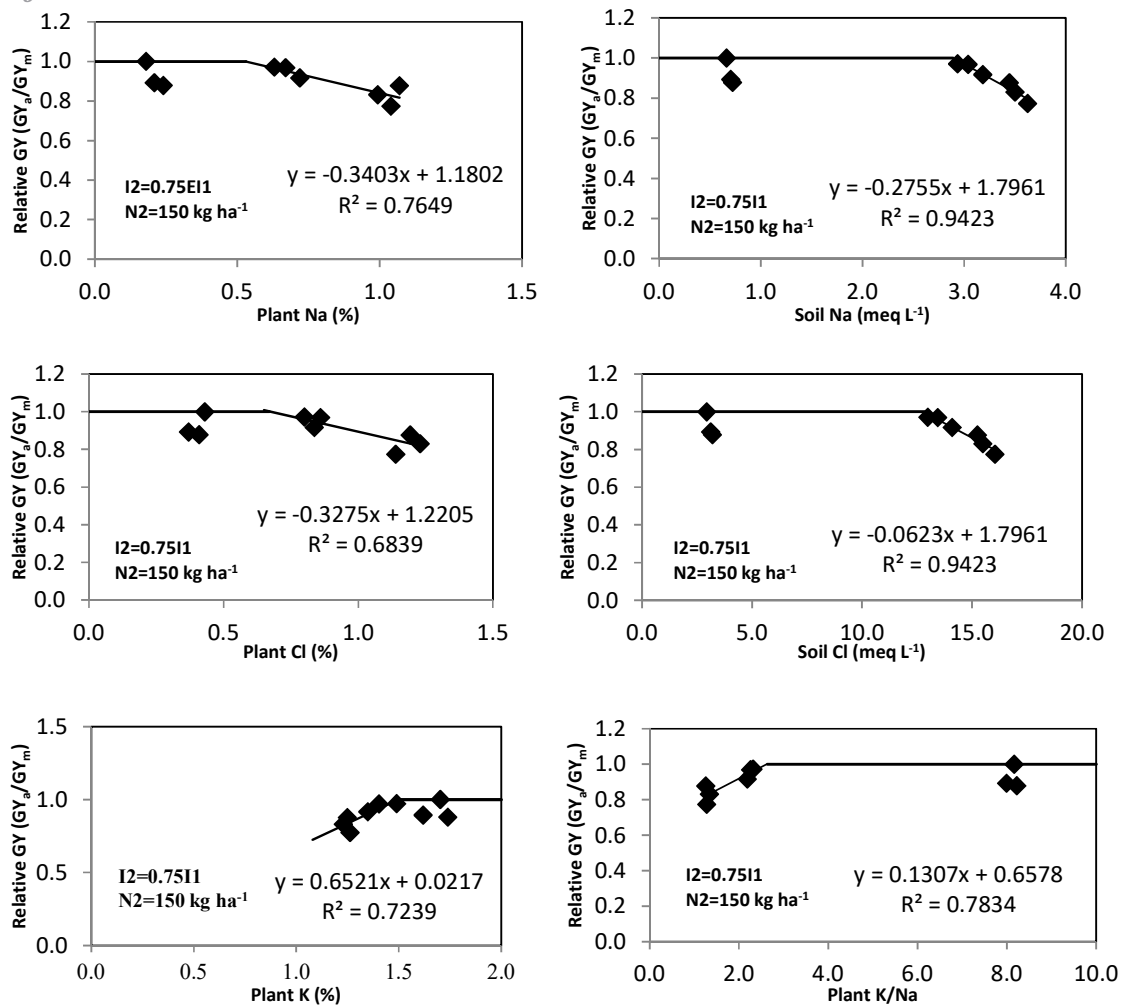 1.2
1.0
0.8
0.6
0.4
0.2
0.0
Relative GY (GYₐ/GYₘ)
I2=0.75EI1
N2=150 kg ha⁻¹
y = -0.3403x + 1.1802
R² = 0.7649
0.0 0.5 1.0 1.5
Plant Na (%)
1.2
1.0
0.8
0.6
0.4
0.2
0.0
Relative GY (GYₐ/GYₘ)
I2=0.75I1
N2=150 kg ha⁻¹
y = -0.2755x + 1.7961
R² = 0.9423
0.0 1.0 2.0 3.0 4.0
Soil Na (meq L⁻¹)
1.2
1.0
0.8
0.6
0.4
0.2
0.0
Relative GY (GYₐ/GYₘ)
I2=0.75I1
N2=150 kg ha⁻¹
y = -0.3275x + 1.2205
R² = 0.6839
0.0 0.5 1.0 1.5
Plant Cl (%)
1.2
1.0
0.8
0.6
0.4
0.2
0.0
Relative GY (GYₐ/GYₘ)
I2=0.75I1
N2=150 kg ha⁻¹
y = -0.0623x + 1.7961
R² = 0.9423
0.0 5.0 10.0 15.0 20.0
Soil Cl (meq L⁻¹)
1.5
1.0
0.5
0.0
Relative GY (GYₐ/GYₘ)
I2=0.75I1
N2=150 kg ha⁻¹
y = 0.6521x + 0.0217
R² = 0.7239
0.0 0.5 1.0 1.5 2.0
Plant K (%)
1.2
1.0
0.8
0.6
0.4
0.2
0.0
Relative GY (GYₐ/GYₘ)
I2=0.75I1
N2=150 kg ha⁻¹
y = 0.1307x + 0.6578
R² = 0.7834
0.0 2.0 4.0 6.0 8.0 10.0
Plant K/Na